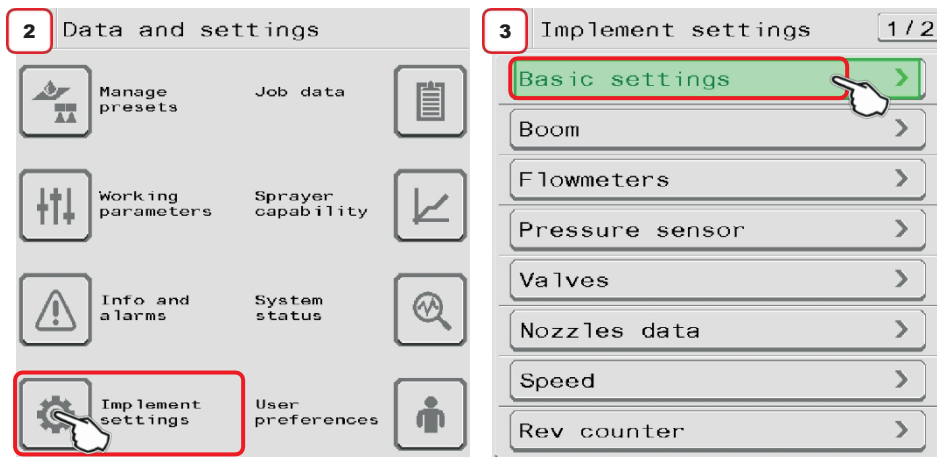 2 Data and settings
Manage
presets
Job data
Working
parameters
Sprayer
capability
Info and
alarms
System
status
Implement
settings
User
preferences
3 Implement settings 1/2
Basic settings
Boom
Flowmeters
Pressure sensor
Valves
Nozzles data
Speed
Rev counter